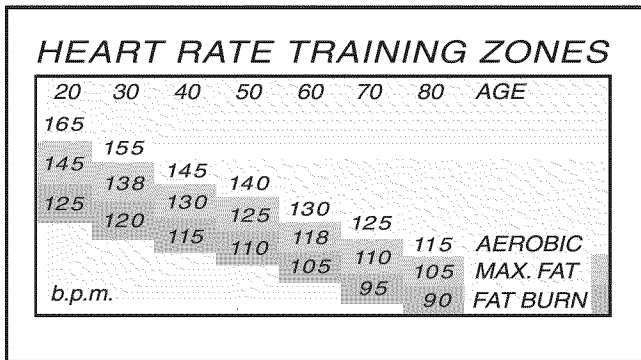 HEART RATE TRAINING ZONES
20 30 40 50 60 70 80 AGE
165
155
145 145
138 140
125 130 130
120 125 125
115 118
110 110 115 AEROBIC
105 105 MAX. FAT
95
b.p.m. 90 FAT BURN